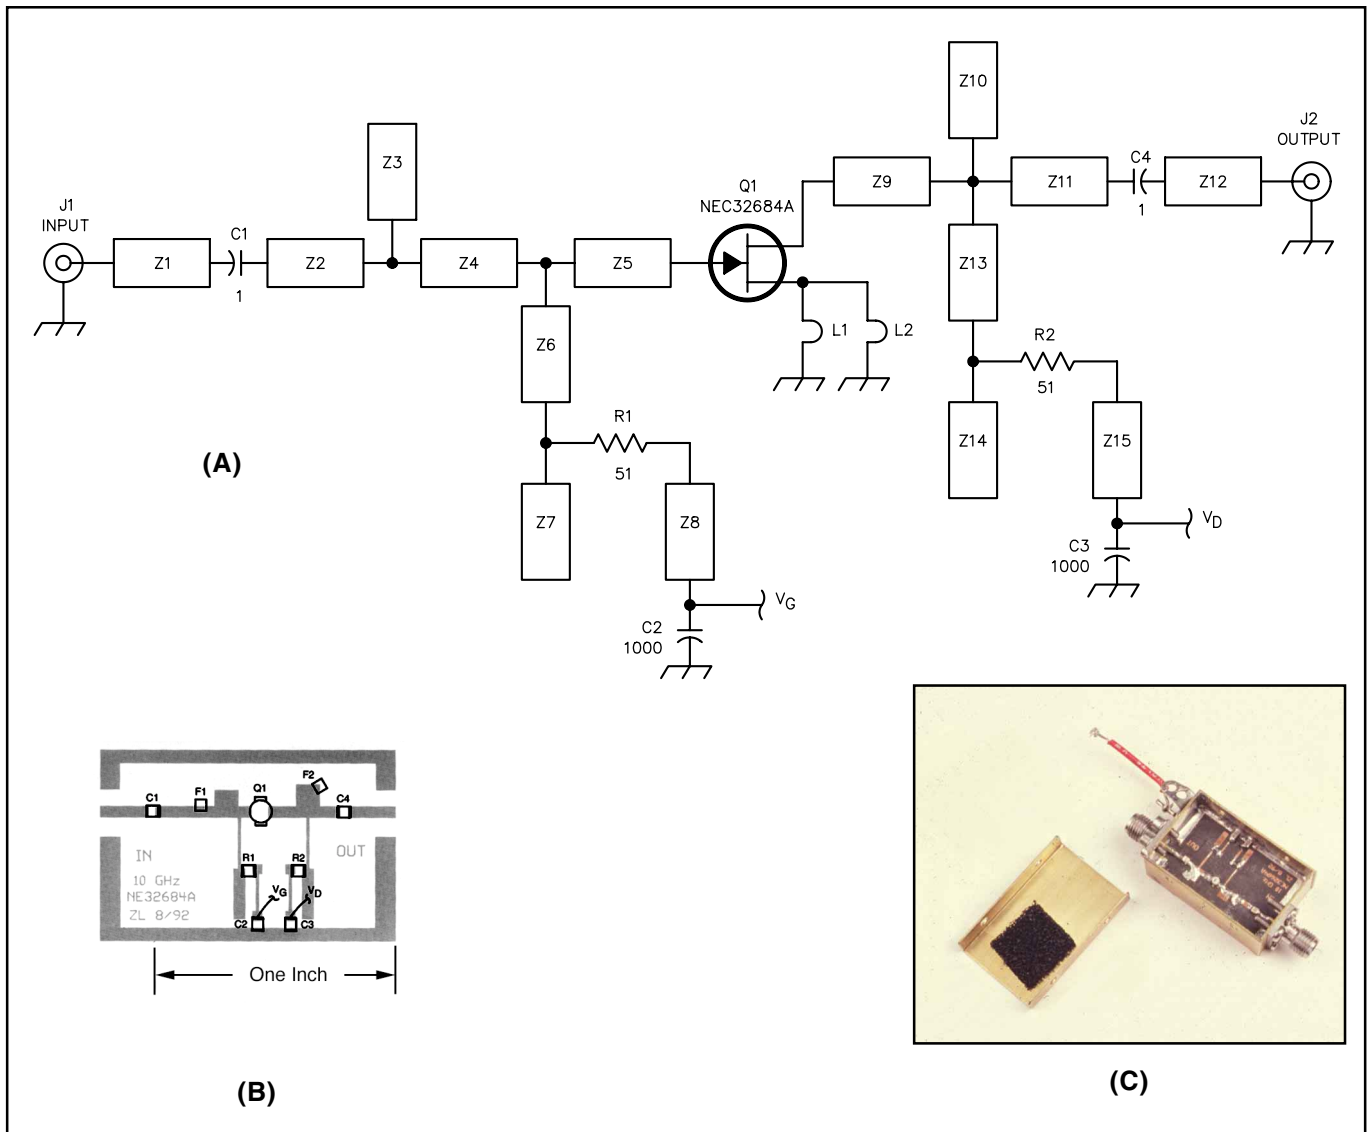 Z10
J2
OUTPUT
Z3
C4
Q1
NEC32684A
Z9
Z11
Z12
1
J1
INPUT
C1
Z1
Z2
Z4
Z5
Z13
1
L1
L2
Z6
R2
51
R1
51
Z14
Z15
(A)
Z7
Z8
VD
C3
1000
VG
C2
1000
C1
F1
Q1
F2
C4
IN
OUT
R1
R2
10 GHz
NE32684A
ZL 8/92
VG
VD
C2
C3
One Inch
(B)
(C)